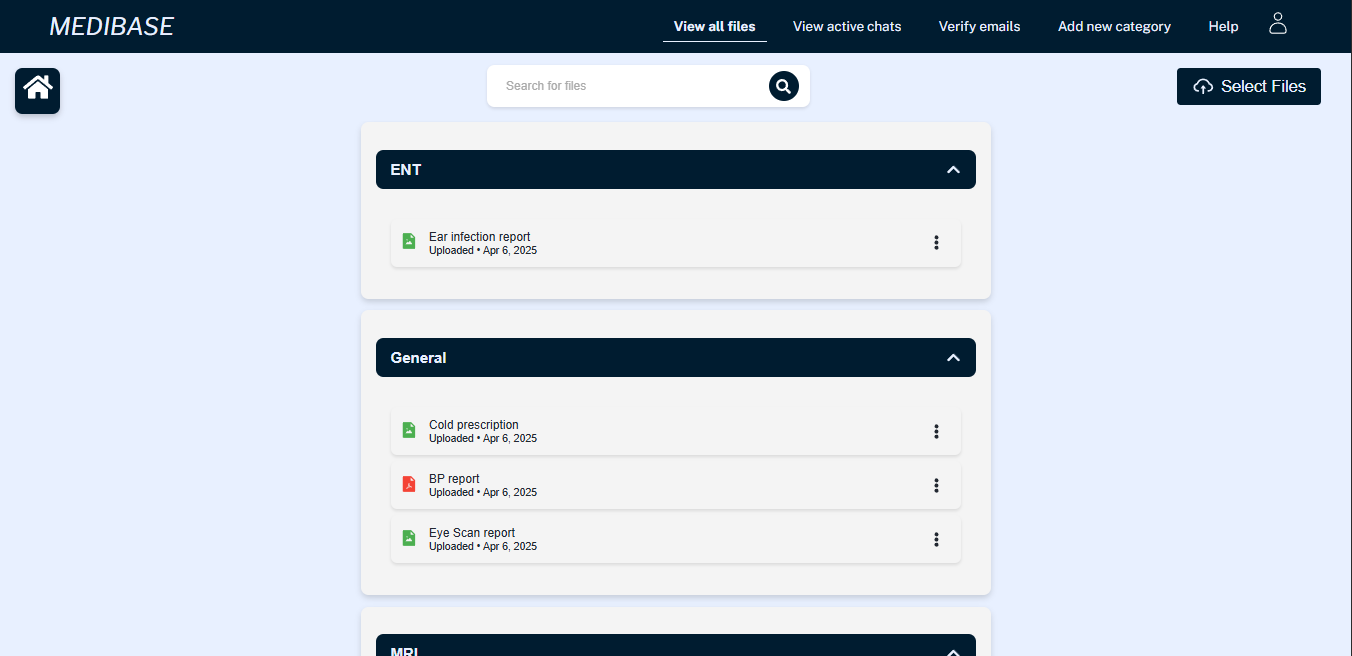 MEDIBASE
View all files
View active chats
Verify emails
Add new category
Help
Search for files
Select Files
ENT
Ear infection report
Uploaded • Apr 6, 2025
General
Cold prescription
Uploaded • Apr 6, 2025
BP report
Uploaded • Apr 6, 2025
Eye Scan report
Uploaded • Apr 6, 2025
MRI